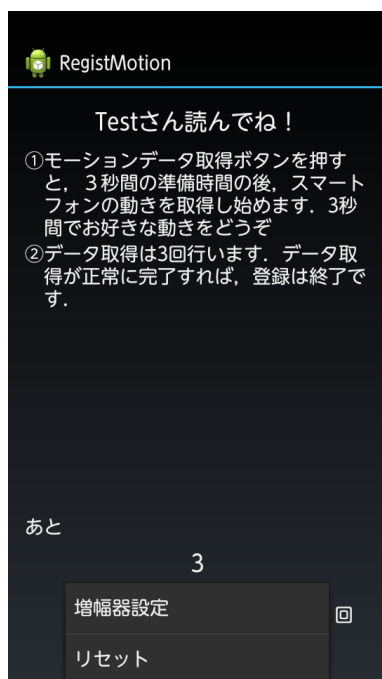 RegistMotion
Testさん読んでね！
①モーションデータ取得ボタンを押す
と，３秒間の準備時間の後，スマート
フォンの動きを取得し始めます．3秒
間でお好きな動きをどうぞ
②データ取得は3回行います．データ取
得が正常に完了すれば，登録は終了で
す．
あと
3
増幅器設定
回
リセット